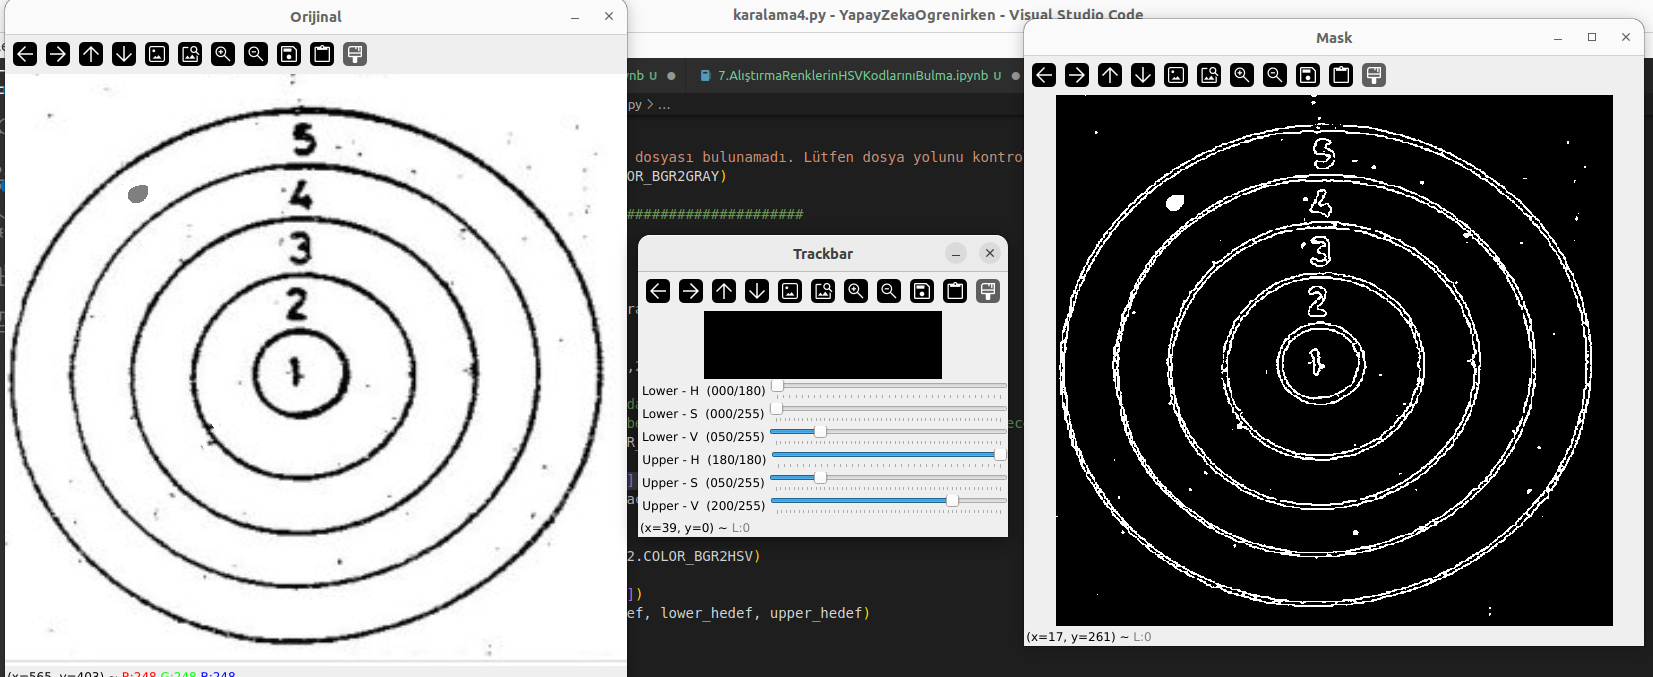 karalama4.py - YapayZekaOgrenirken - Visual Studio Code
Orijinal
5
4
3
2
1
(x=565, y=403) ~ R:248 G:248 B:248
nb U
7.AlıştırmaRenklerinHSVKodlarınıBulma.ipynb U
py > ...
dosyası bulunamadı. Lütfen dosya yolunu kontro
OR_BGR2GRAY)
#####################
Trackbar
Lower - H (000/180)
Lower - S (000/255)
Lower - V (050/255)
Upper - H (180/180)
Upper - S (050/255)
Upper - V (200/255)
(x=39, y=0) ~ L:0
2.COLOR_BGR2HSV)
])
ef, lower_hedef, upper_hedef)
Mask
5
4
3
2
1
(x=17, y=261) ~ L:0